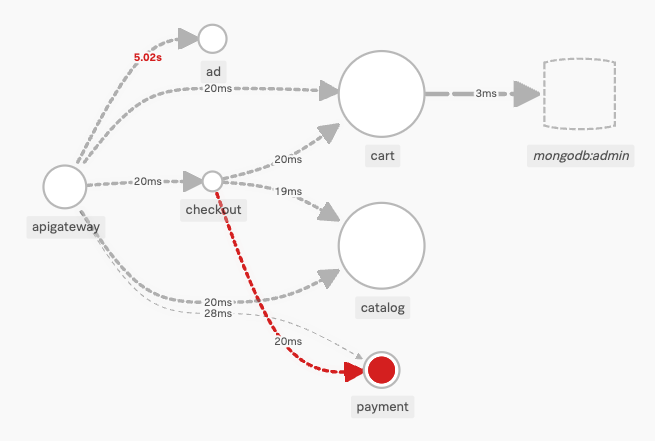 5.02s
ad
20ms
3ms
cart
mongodb:admin
20ms
20ms
19ms
checkout
apigateway
20ms
28ms
catalog
20ms
payment